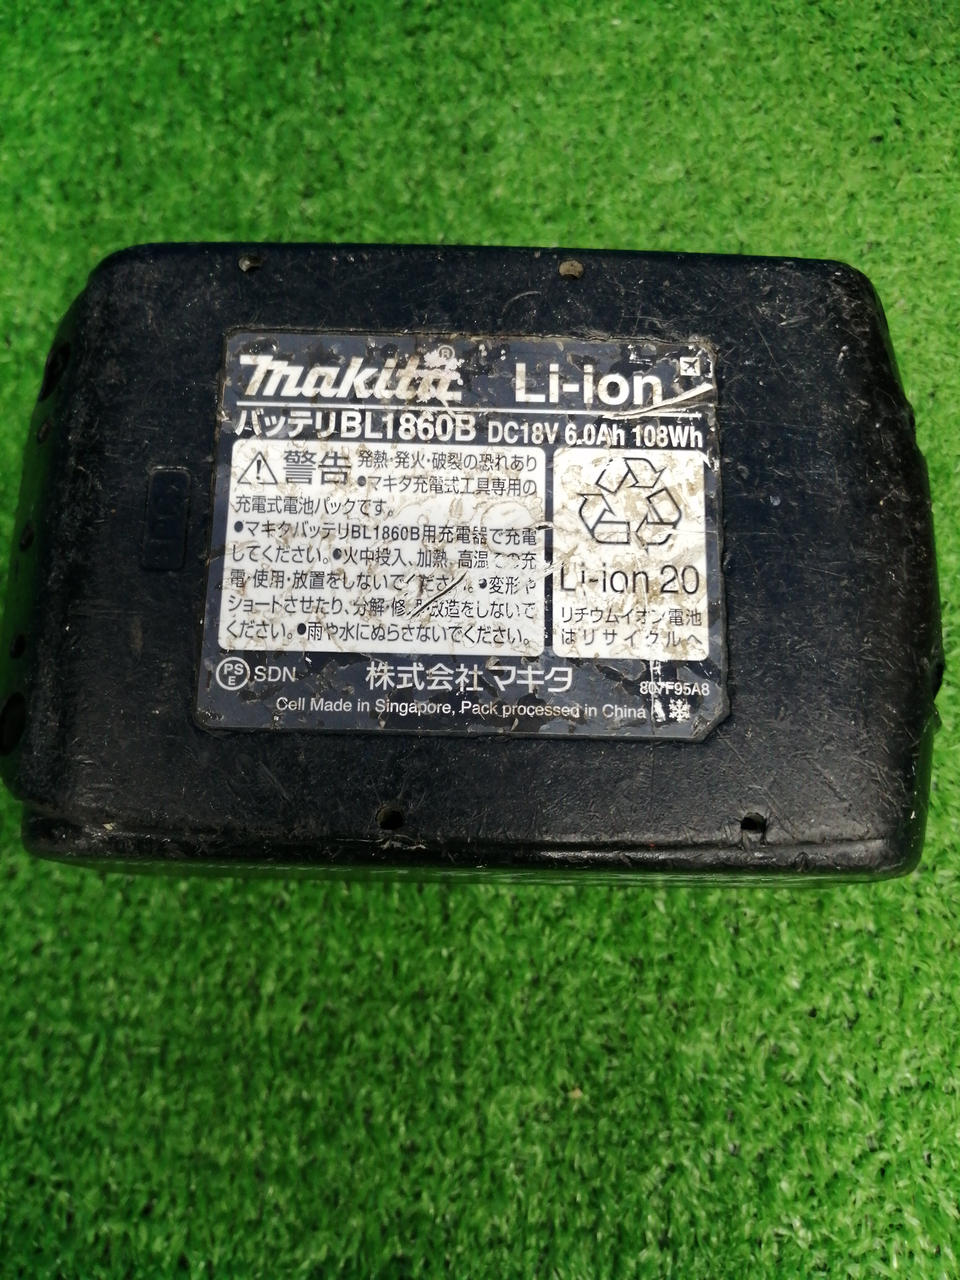 makita® Li-ion
バッテリBL1860B DC18V 6.0Ah 108Wh
警告 発熱・発火・破裂の恐れあり
●マキタ充電式工具専用の
充電式電池パックです。
●マキタバッテリBL1860B用充電器で充電
してください。●火中投入、加熱、高温での充
電・使用・放置をしないでください。●変形や
ショートさせたり、分解・修理・改造をしないで
ください。●雨や水にぬらさないでください。
Li-ion 20
リチウムイオン電池
はリサイクルへ
PS
E
SDN 株式会社マキタ 807F95A8
Cell Made in Singapore, Pack processed in China